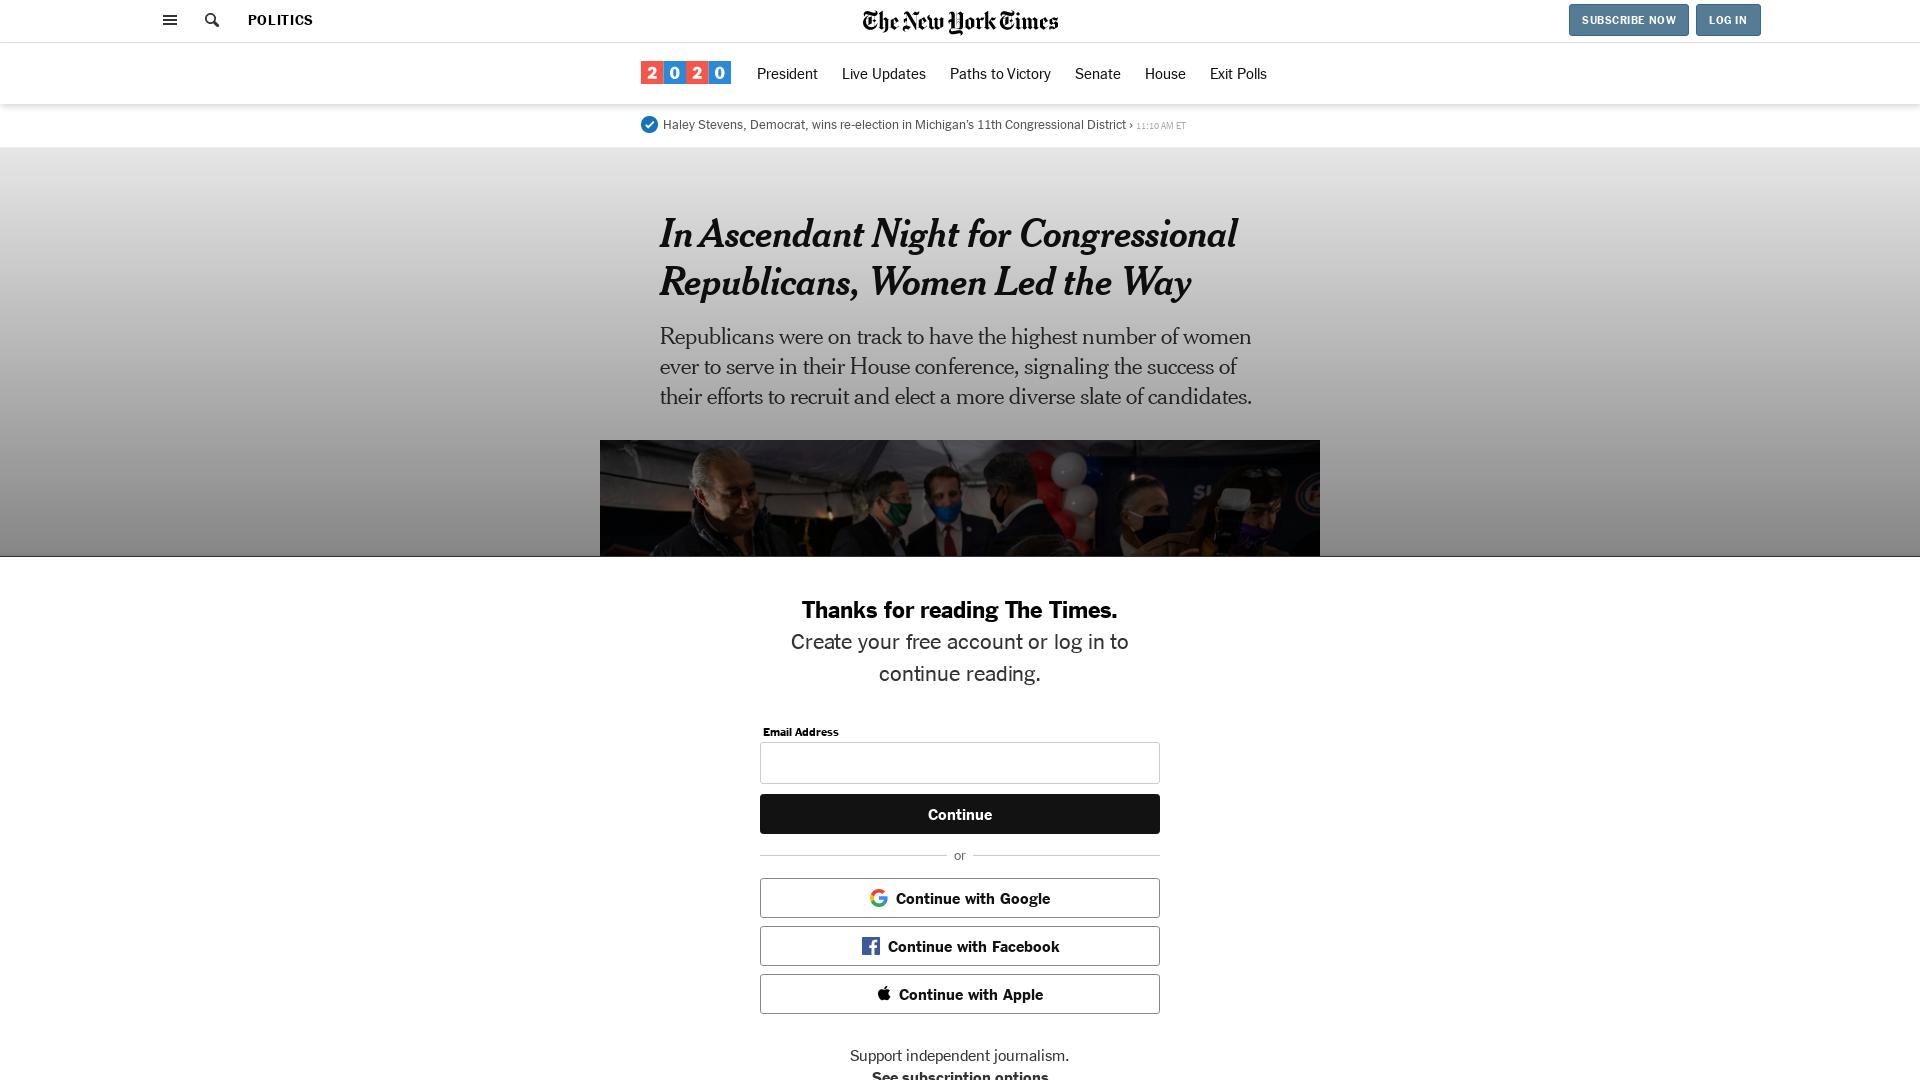 POLITICS
The New York Times
SUBSCRIBE NOW
LOG IN
2020
President
Live Updates
Paths to Victory
Senate
House
Exit Polls
Haley Stevens, Democrat, wins re-election in Michigan’s 11th Congressional District › 11:10 AM ET
In Ascendant Night for Congressional
Republicans, Women Led the Way
Republicans were on track to have the highest number of women
ever to serve in their House conference, signaling the success of
their efforts to recruit and elect a more diverse slate of candidates.
Thanks for reading The Times.
Create your free account or log in to
continue reading.
Email Address
Continue
or
Continue with Google
Continue with Facebook
Continue with Apple
Support independent journalism.
See subscription options